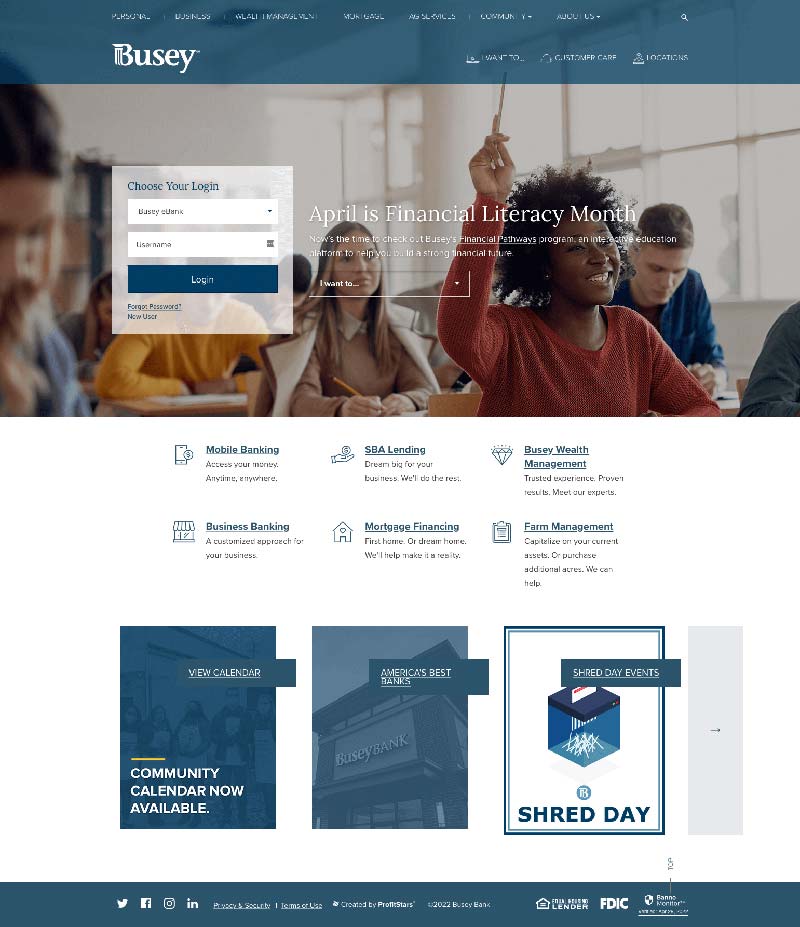 PERSONAL BUSINESS WEALTH MANAGEMENT MORTGAGE AG SERVICES COMMUNITY ABOUT US
Busey
I WANT TO... CUSTOMER CARE LOCATIONS
Choose Your Login
Busey eBank
Username
Login
Forgot Password?
New User
April is Financial Literacy Month
Now's the time to check out Busey's Financial Pathways program, an interactive education
platform to help you build a strong financial future.
I want to...
Mobile Banking
Access your money.
Anytime, anywhere.
SBA Lending
Dream big for your
business. We'll do the rest.
Busey Wealth
Management
Trusted experience. Proven
results. Meet our experts.
Business Banking
A customized approach for
your business.
Mortgage Financing
First home. Or dream home.
We'll help make it a reality.
Farm Management
Capitalize on your current
assets. Or purchase
additional acres. We can
help.
VIEW CALENDAR
COMMUNITY
CALENDAR NOW
AVAILABLE.
AMERICA'S BEST
BANKS
Busey BANK
SHRED DAY EVENTS
SHRED DAY
→
TOP
Privacy & Security | Terms of Use
Created by ProfitStars®
©2022 Busey Bank
EQUAL HOUSING
LENDER
FDIC
Banno
Monitor™